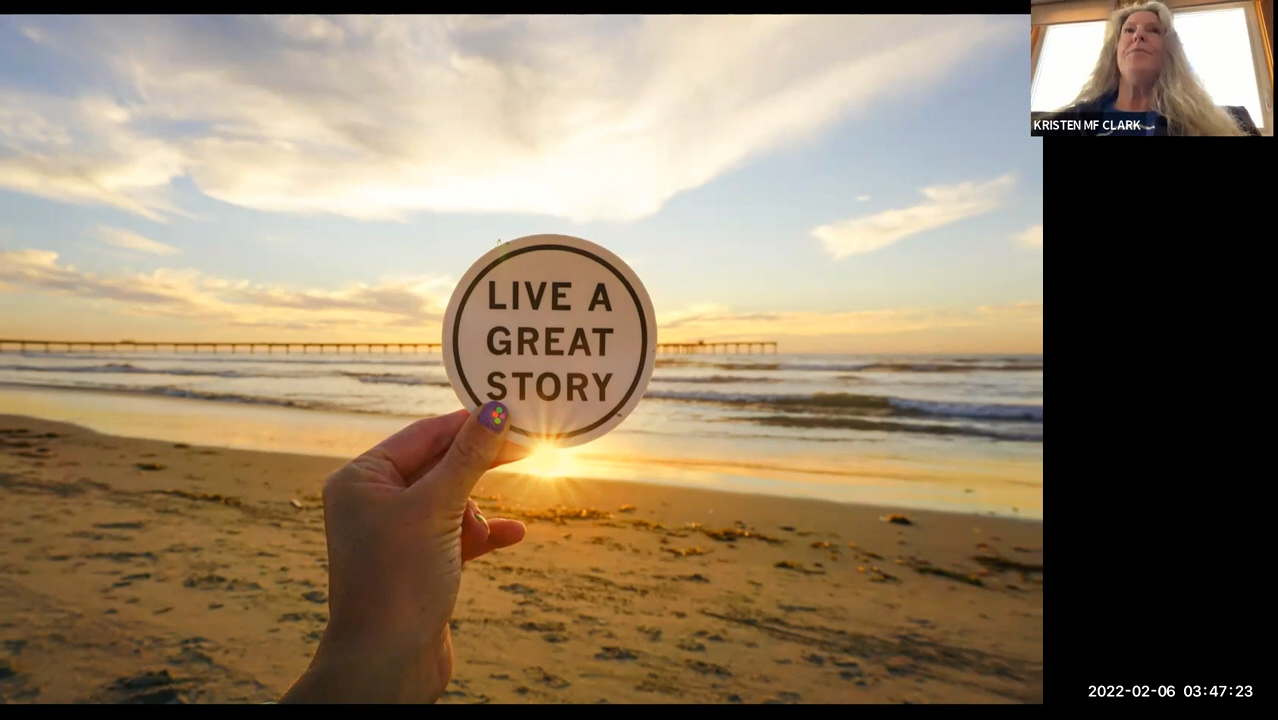 LIVE A
GREAT
STORY
KRISTEN MF CLARK
2022-02-06 03:47:23